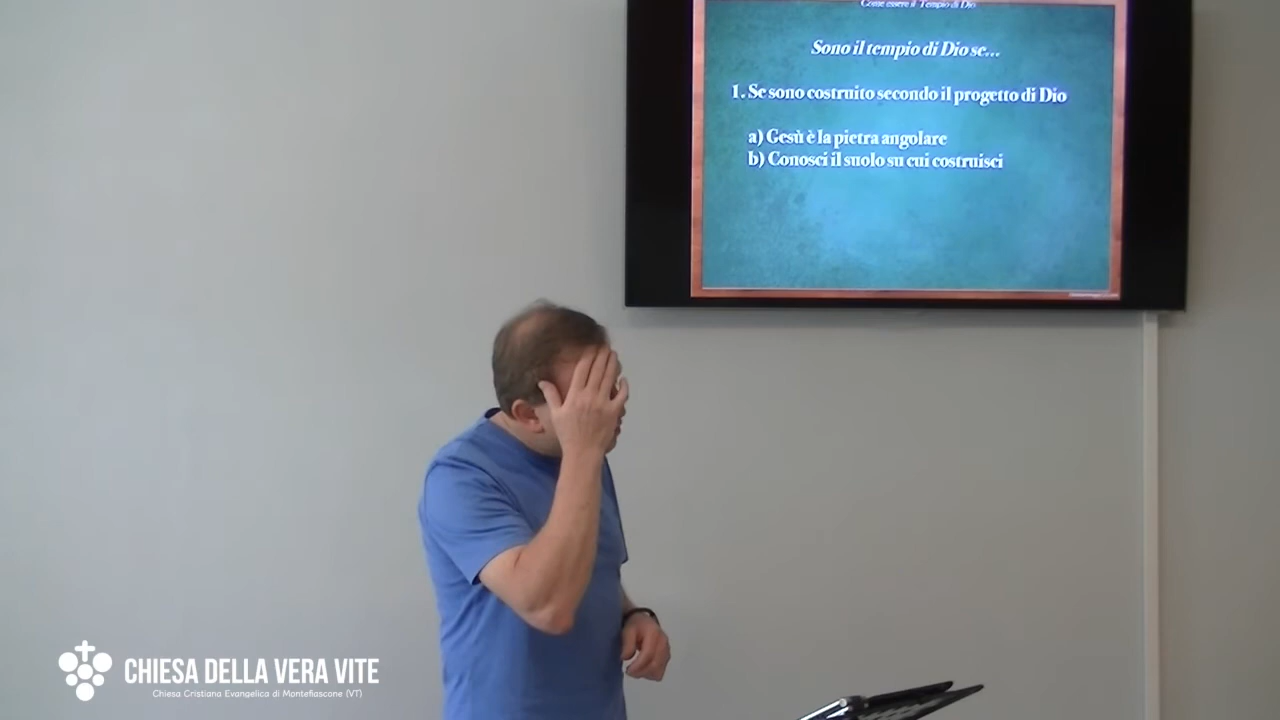 Come essere il Tempio di Dio
Sono il tempio di Dio se...
1. Se sono costruito secondo il progetto di Dio
a) Gesù è la pietra angolare
b) Conosci il suolo su cui costruisci
CHIESA DELLA VERA VITE
Chiesa Cristiana Evangelica di Montefiascone (VT)